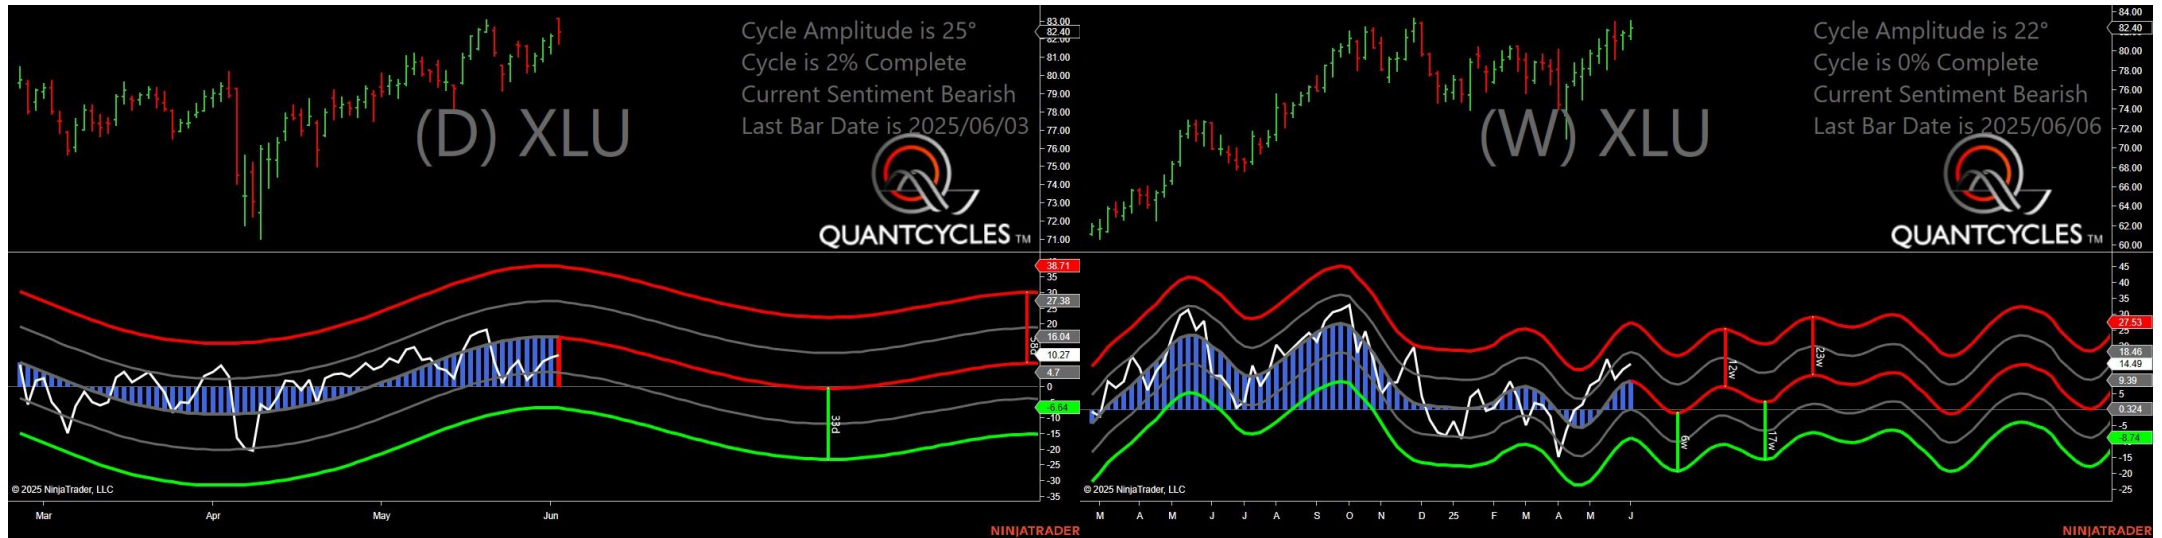 Cycle Amplitude is 25°
Cycle is 2% Complete
Current Sentiment Bearish
Last Bar Date is 2025/06/03
(D) XLU
QUANTCYCLES TM
83.00
82.40
82.00
81.00
80.00
79.00
78.00
77.00
76.00
75.00
74.00
73.00
72.00
71.00
38.71
35
30
27.38
25
20
16.04
10.27
4.7
0
-5
-6.64
-10
-15
-20
-25
-30
-35
58d
33d
© 2025 NinjaTrader, LLC
Mar Apr May Jun
NINJATRADER
Cycle Amplitude is 22°
Cycle is 0% Complete
Current Sentiment Bearish
Last Bar Date is 2025/06/06
(W) XLU
QUANTCYCLES TM
84.00
82.40
80.00
78.00
76.00
74.00
72.00
70.00
68.00
66.00
64.00
62.00
60.00
45
40
35
30
27.53
25
18.46
14.49
9.39
5
0.324
-5
-8.74
-15
-20
-25
12w
23w
6w
17w
© 2025 NinjaTrader, LLC
M A M J J A S O N D 25 F M A M J
NINJATRADER